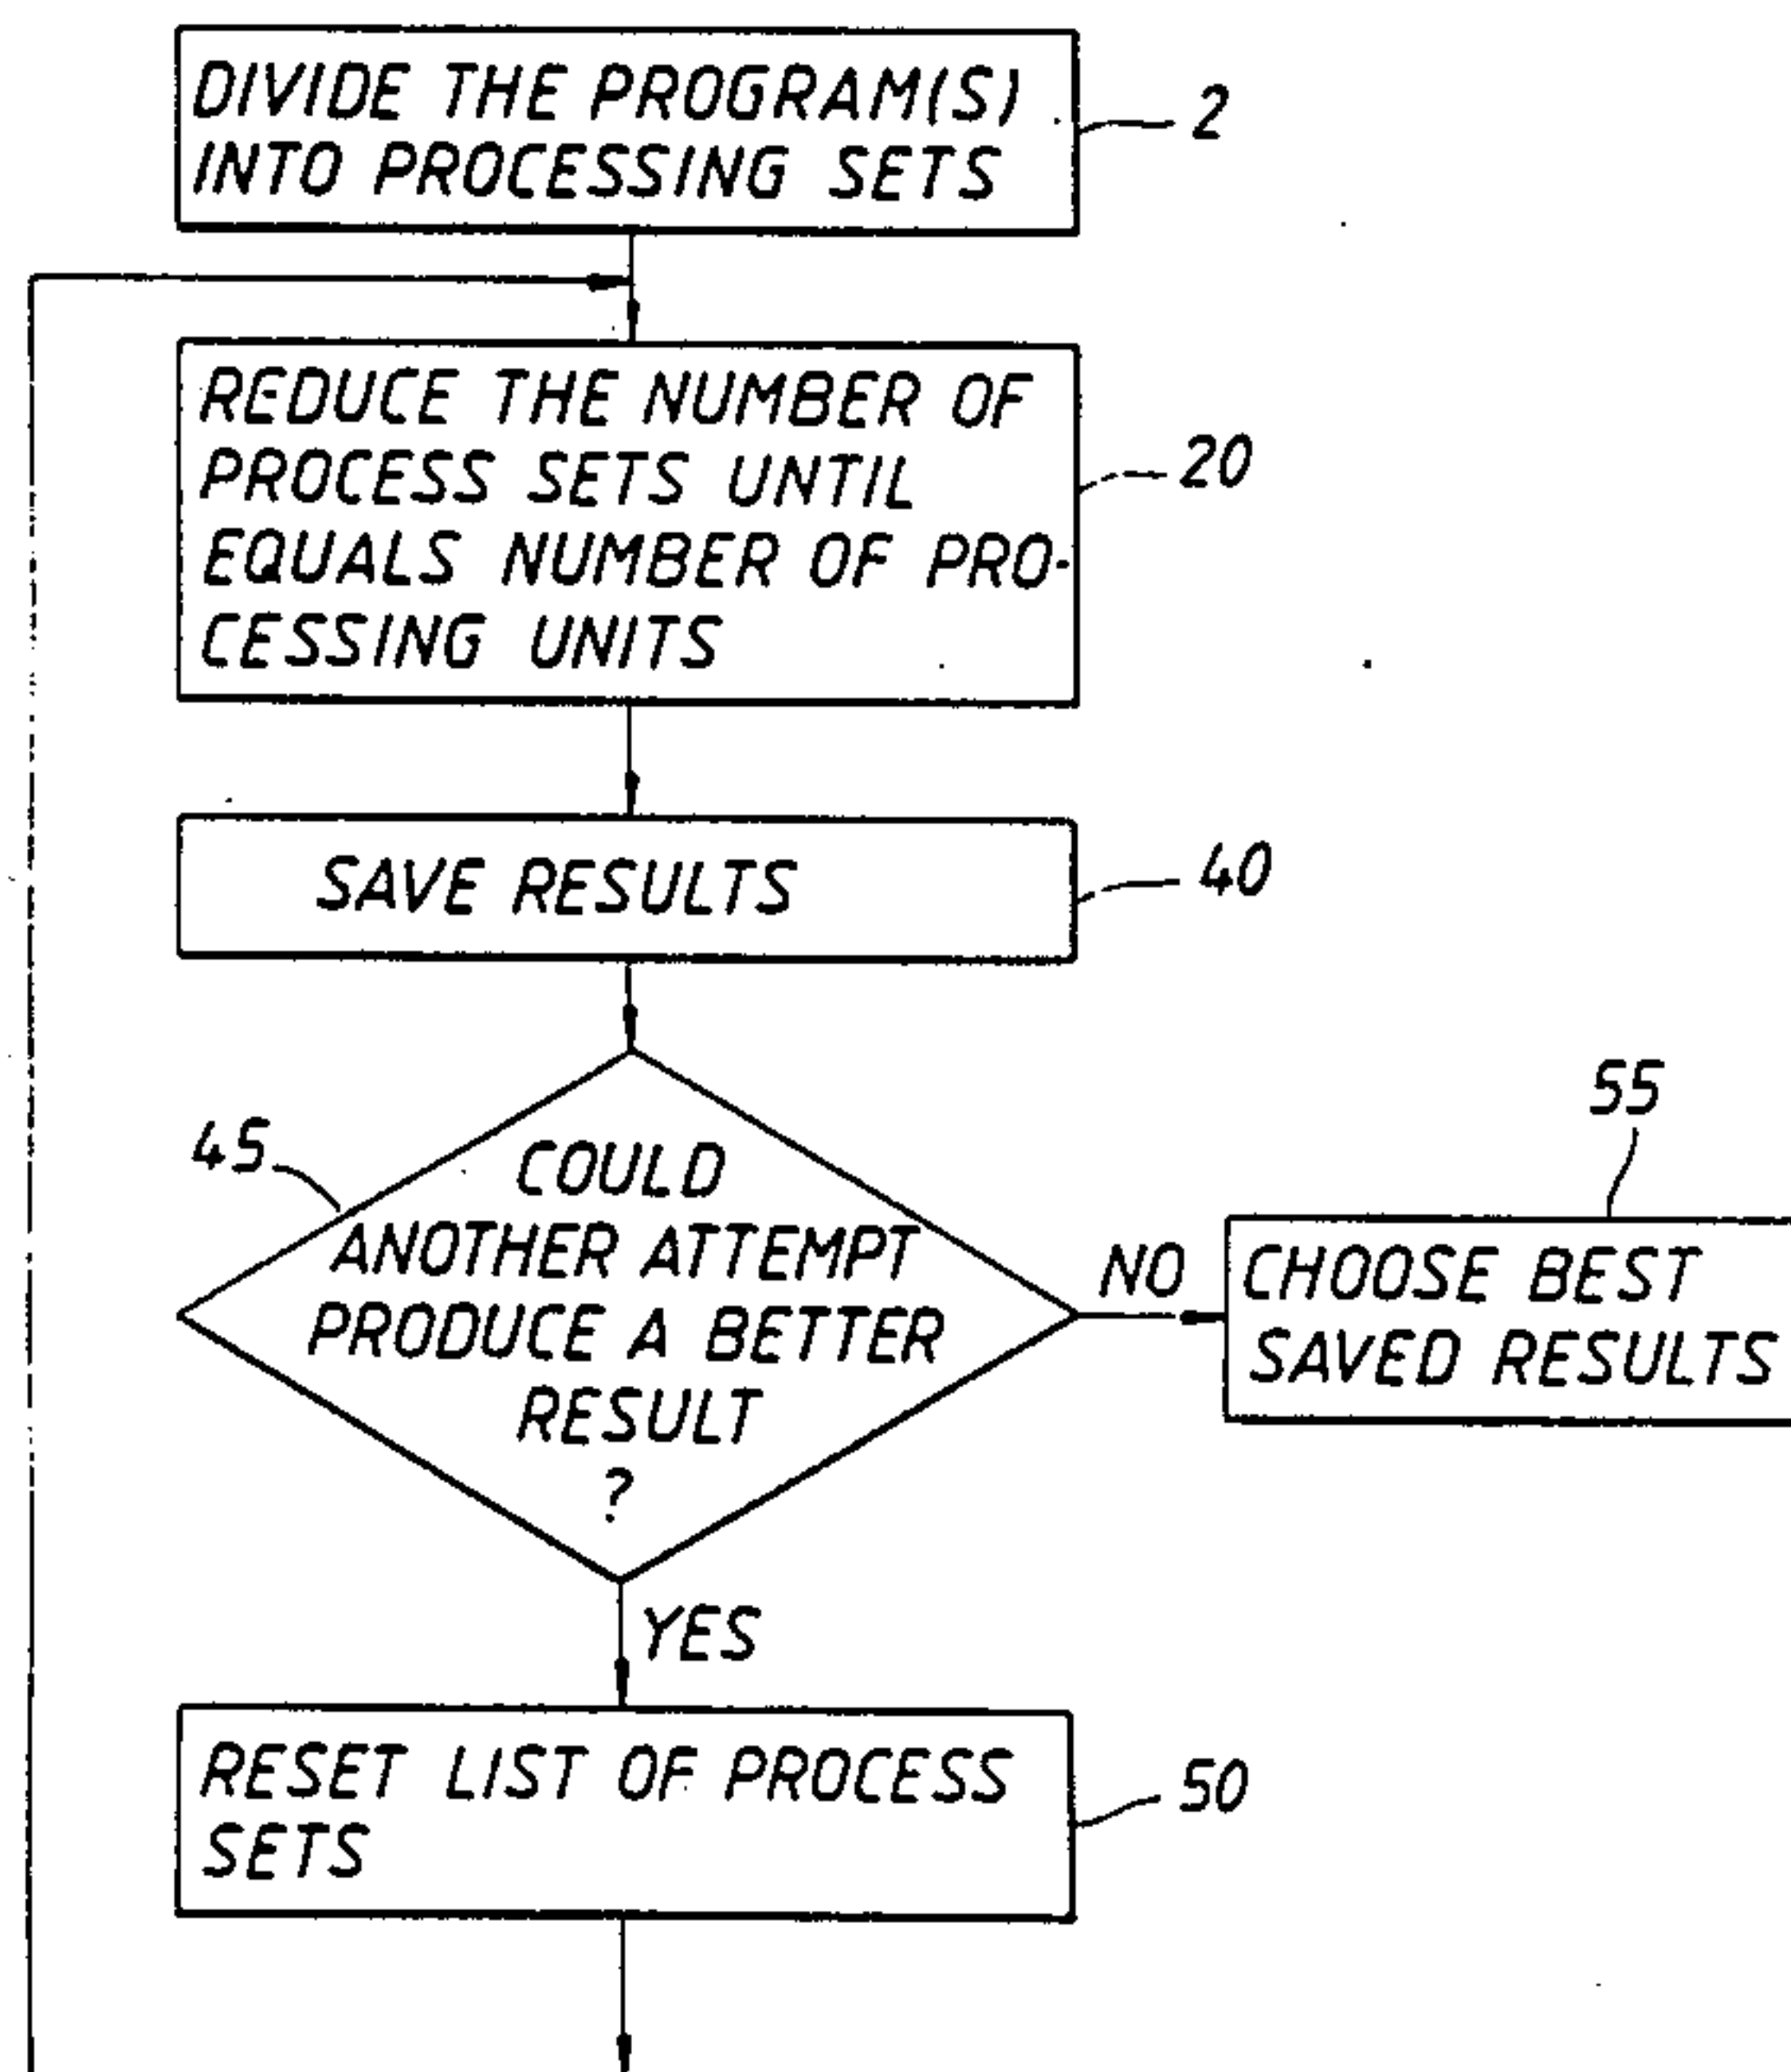 DIVIDE THE PROGRAM(S)
INTO PROCESSING SETS
2
REDUCE THE NUMBER OF
PROCESS SETS UNTIL
EQUALS NUMBER OF PRO-
CESSING UNITS
20
SAVE RESULTS
40
45
COULD
ANOTHER ATTEMPT
PRODUCE A BETTER
RESULT
?
NO
55
CHOOSE BEST
SAVED RESULTS
YES
RESET LIST OF PROCESS
SETS
50